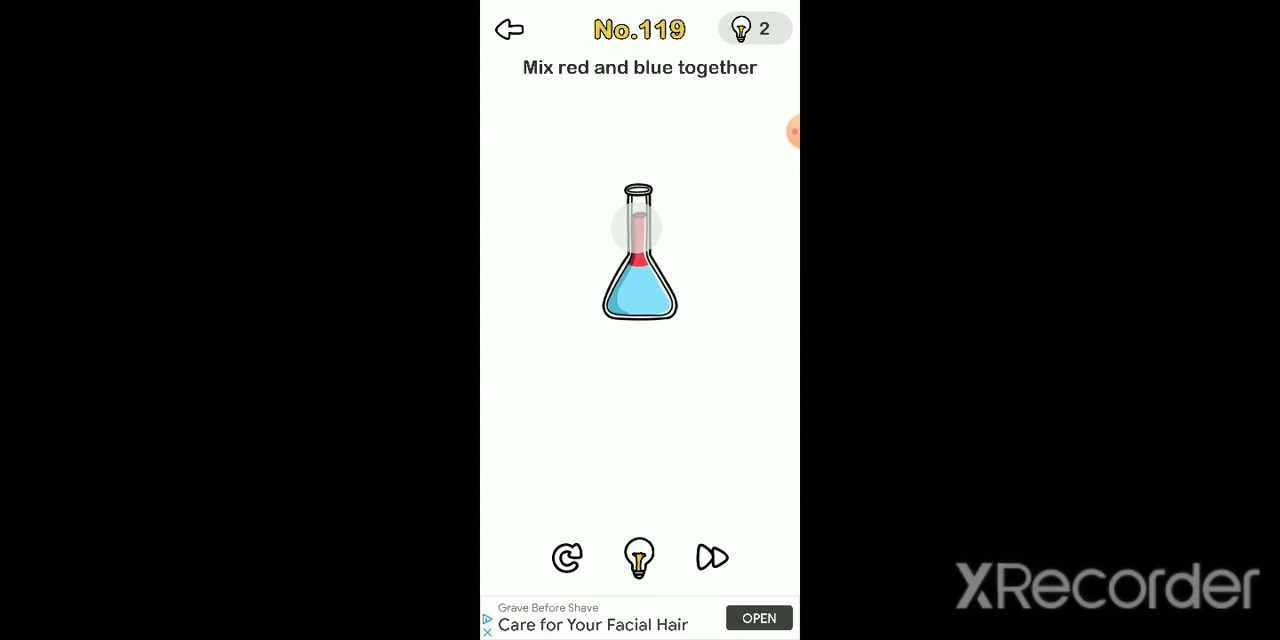 No.119
2
Mix red and blue together
Grave Before Shave
Care for Your Facial Hair
OPEN
XRecorder